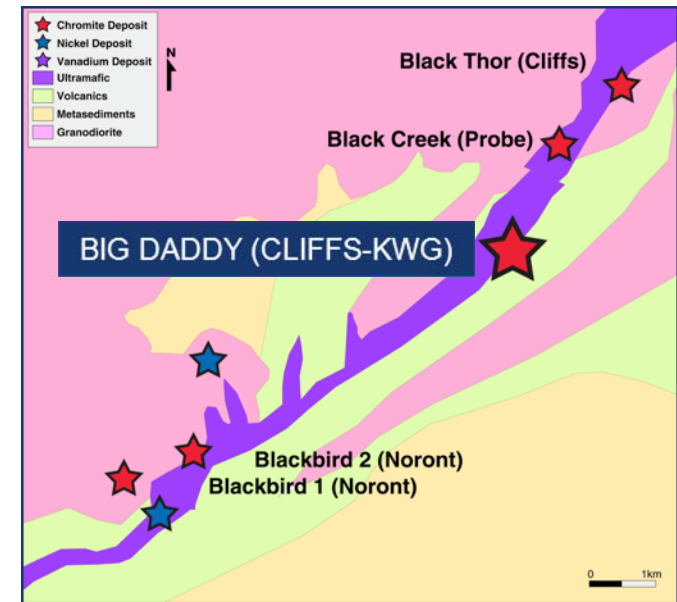 Chromite Deposit
Nickel Deposit
Vanadium Deposit
Ultramafic
Volcanics
Metasediments
Granodiorite
N
Black Thor (Cliffs)
Black Creek (Probe)
BIG DADDY (CLIFFS-KWG)
Blackbird 2 (Noront)
Blackbird 1 (Noront)
0 1km